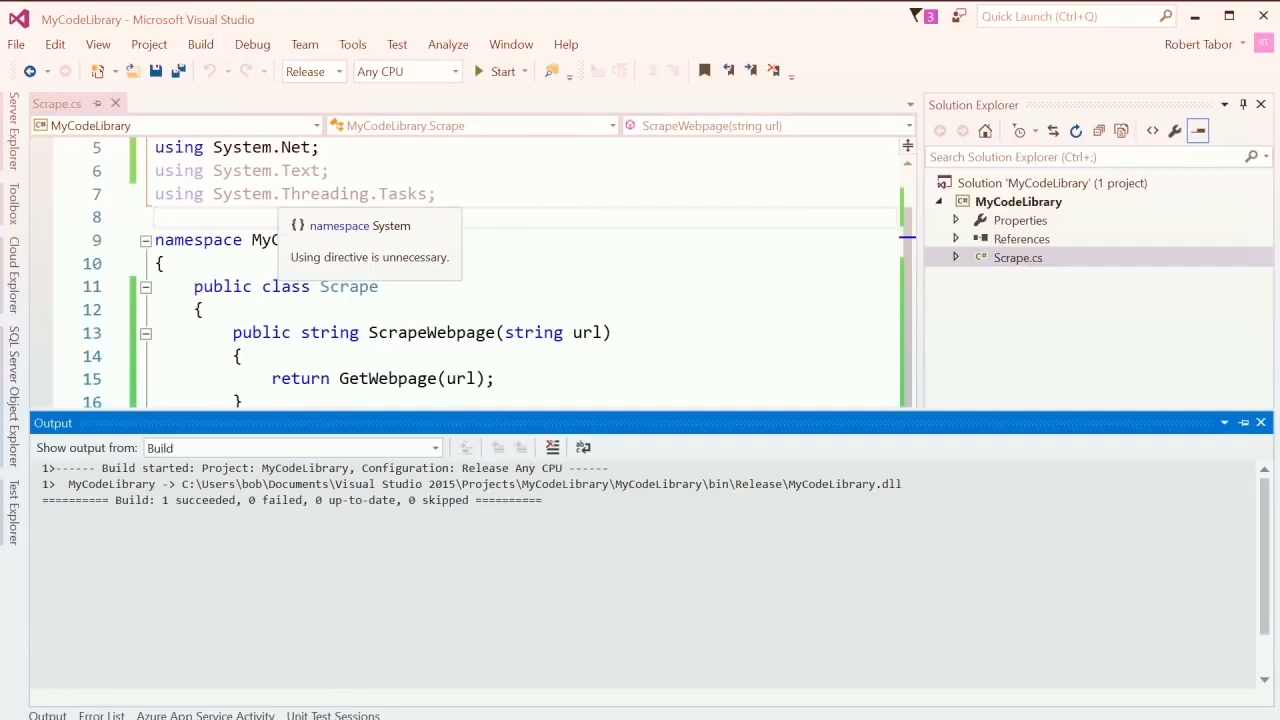 MyCodeLibrary - Microsoft Visual Studio
3
Quick Launch (Ctrl+Q)
File Edit View Project Build Debug Team Tools Test Analyze Window Help
Robert Tabor
RT
Release Any CPU Start
Server Explorer
Toolbox
Cloud Explorer
SQL Server Object Explorer
Test Explorer
Scrape.cs
MyCodeLibrary MyCodeLibrary.Scrape ScrapeWebpage(string url)
5 using System.Net;
6 using System.Text;
7 using System.Threading.Tasks;
8
{} namespace System
Using directive is unnecessary.
9 namespace MyC
10 {
11 public class Scrape
12 {
13 public string ScrapeWebpage(string url)
14 {
15 return GetWebpage(url);
16 }
Solution Explorer
Search Solution Explorer (Ctrl+;)
Solution 'MyCodeLibrary' (1 project)
MyCodeLibrary
Properties
References
Scrape.cs
Output
Show output from: Build
1>------ Build started: Project: MyCodeLibrary, Configuration: Release Any CPU ------
1>  MyCodeLibrary -> C:\Users\bob\Documents\Visual Studio 2015\Projects\MyCodeLibrary\MyCodeLibrary\bin\Release\MyCodeLibrary.dll
========== Build: 1 succeeded, 0 failed, 0 up-to-date, 0 skipped ==========
Output Error List Azure App Service Activity Unit Test Sessions